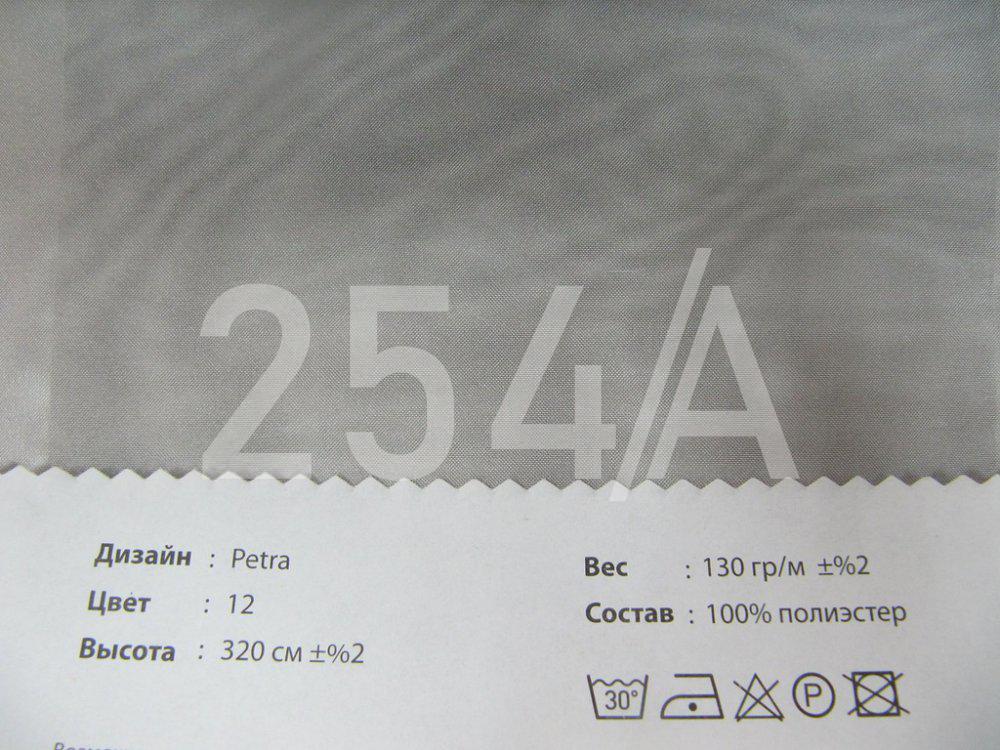 254/A
Дизайн : Petra
Цвет : 12
Высота : 320 см ±%2
Вес : 130 гр/м ±%2
Состав : 100% полиэстер
30°
P